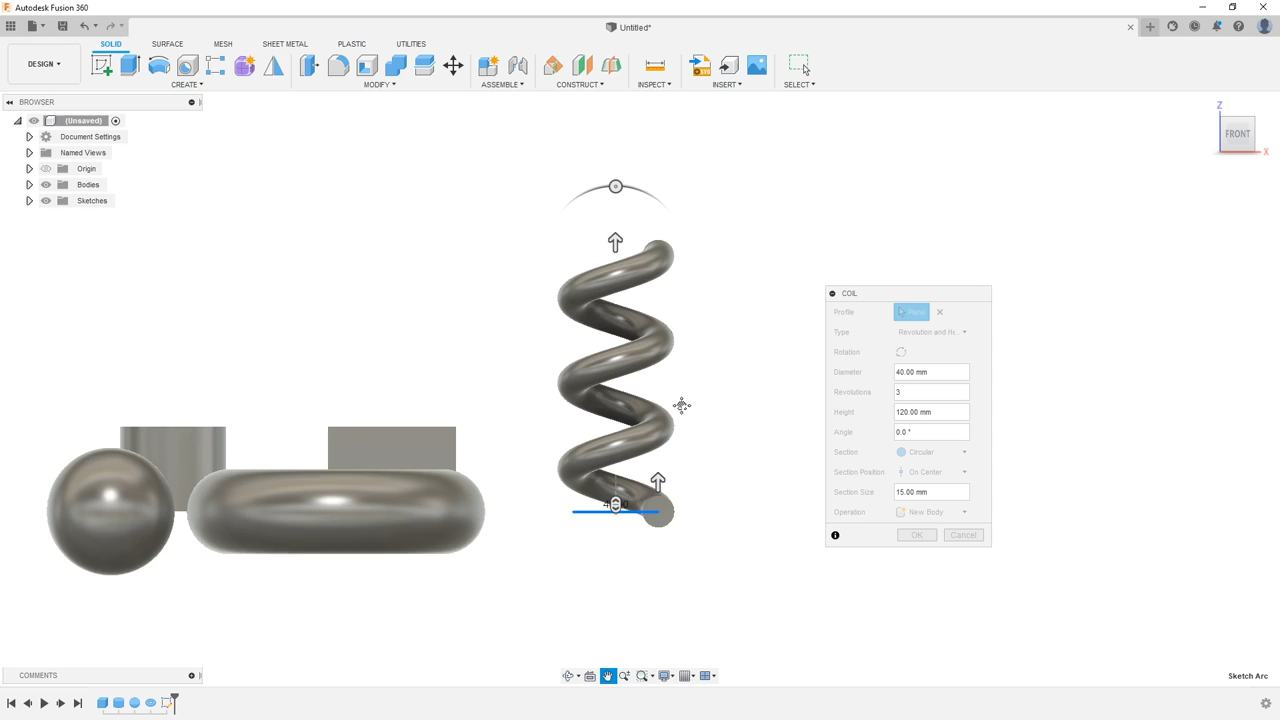 Autodesk Fusion 360
Untitled*
DESIGN
SOLID SURFACE MESH SHEET METAL PLASTIC UTILITIES
CREATE MODIFY ASSEMBLE CONSTRUCT INSPECT INSERT SELECT
BROWSER
(Unsaved)
Document Settings
Named Views
Origin
Bodies
Sketches
Z
FRONT
X
COIL
Profile Plane
Type Revolution and He...
Rotation
Diameter 40.00 mm
Revolutions 3
Height 120.00 mm
Angle 0.0 °
Section Circular
Section Position On Center
Section Size 15.00 mm
Operation New Body
OK Cancel
COMMENTS
Sketch Arc